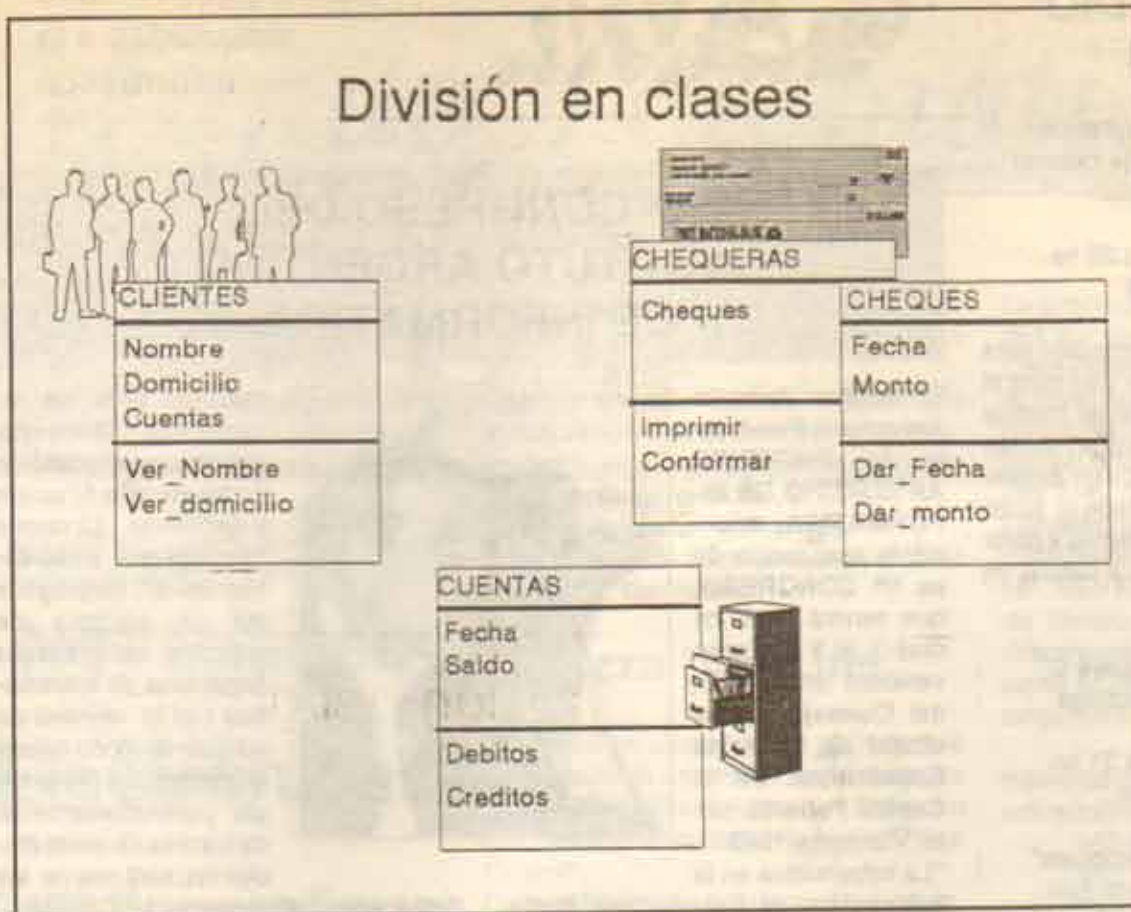 División en clases
CLIENTES
Nombre
Domicilio
Cuentas
Ver_Nombre
Ver_domicilio
CHEQUERAS
Cheques
Imprimir
Conformar
CHEQUES
Fecha
Monto
Dar_Fecha
Dar_monto
CUENTAS
Fecha
Saldo
Debitos
Creditos